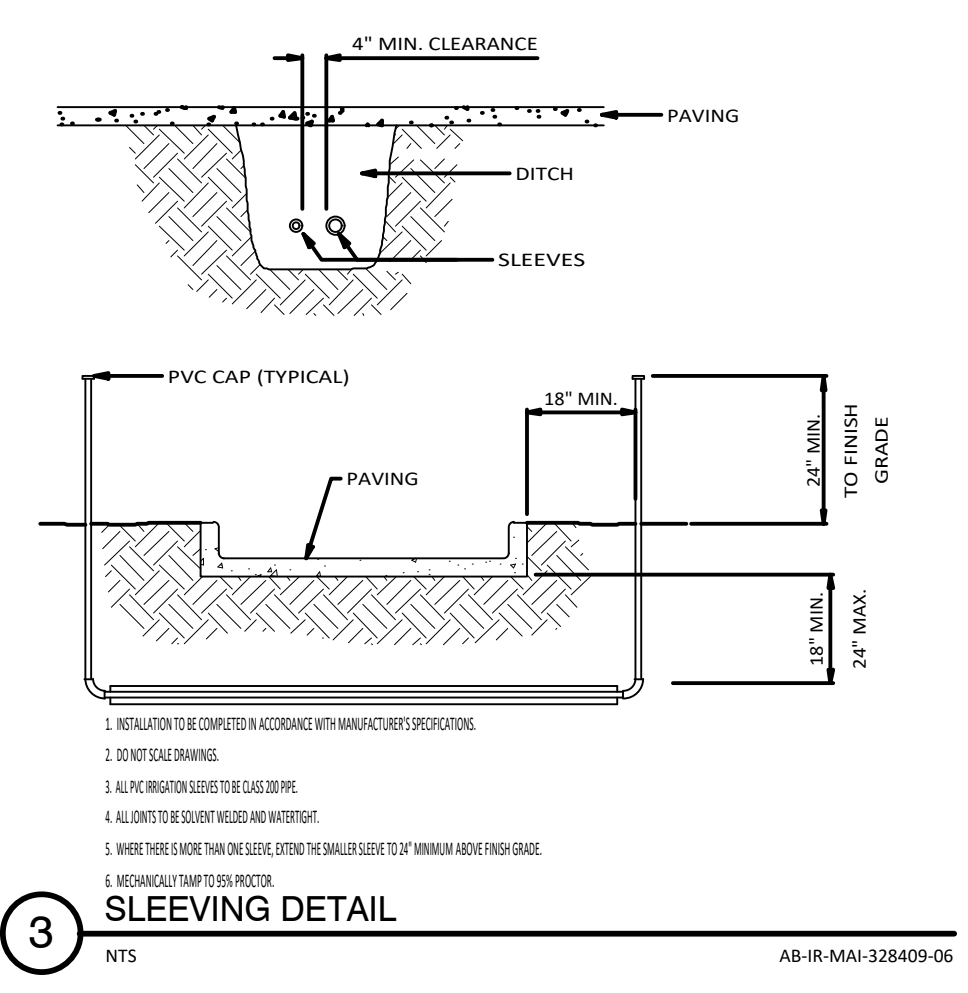 4" MIN. CLEARANCE
PAVING
DITCH
SLEEVES
PVC CAP (TYPICAL)
18" MIN.
24" MIN.
TO FINISH
GRADE
PAVING
18" MIN.
24" MAX.
1. INSTALLATION TO BE COMPLETED IN ACCORDANCE WITH MANUFACTURER'S SPECIFICATIONS.
2. DO NOT SCALE DRAWINGS.
3. ALL PVC IRRIGATION SLEEVES TO BE CLASS 200 PIPE.
4. ALL JOINTS TO BE SOLVENT WELDED AND WATERTIGHT.
5. WHERE THERE IS MORE THAN ONE SLEEVE, EXTEND THE SMALLER SLEEVE TO 24" MINIMUM ABOVE FINISH GRADE.
6. MECHANICALLY TAMP TO 95% PROCTOR.
3 SLEEVING DETAIL
NTS AB-IR-MAI-328409-06